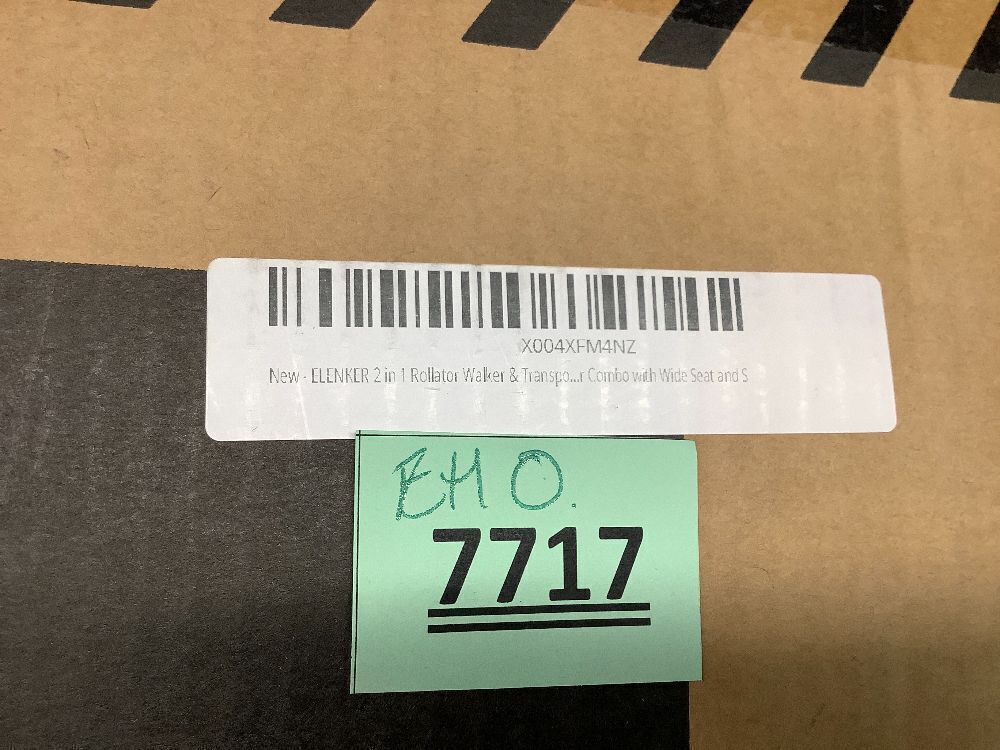 X004XFM4NZ
New - ELENKER 2 in 1 Rollator Walker & Transpo...r Combo with Wide Seat and S
EHO.
7717